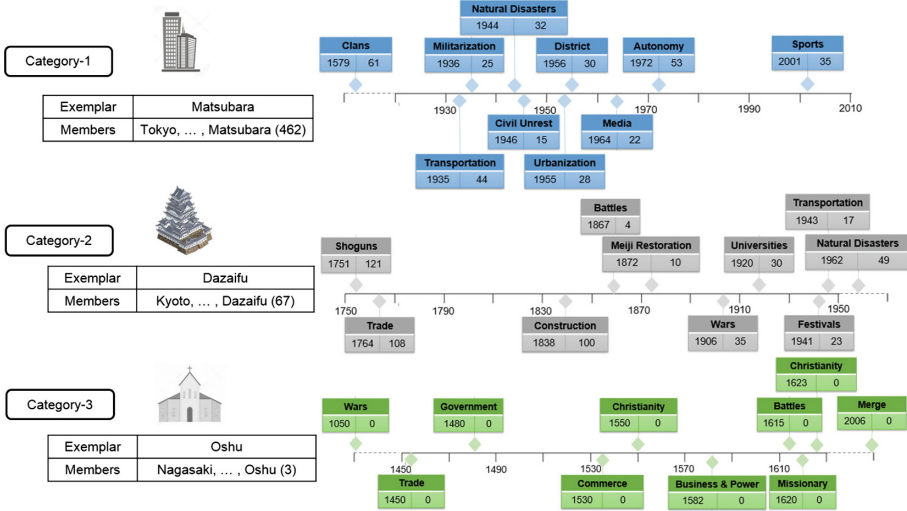 Category-1
Exemplar Matsubara
Members Tokyo, … , Matsubara (462)
Natural Disasters
1944 32
Clans
1579 61
Militarization
1936 25
District
1956 30
Autonomy
1972 53
Sports
2001 35
1930 1950 1970 1990 2010
Civil Unrest
1946 15
Media
1964 22
Transportation
1935 44
Urbanization
1955 28
Category-2
Exemplar Dazaifu
Members Kyoto, … , Dazaifu (67)
Battles
1867 4
Transportation
1943 17
Shoguns
1751 121
Meiji Restoration
1872 10
Universities
1920 30
Natural Disasters
1962 49
1750 1790 1830 1870 1910 1950
Trade
1764 108
Construction
1838 100
Wars
1906 35
Festivals
1941 23
Category-3
Exemplar Oshu
Members Nagasaki, … , Oshu (3)
Christianity
1623 0
Wars
1050 0
Government
1480 0
Christianity
1550 0
Battles
1615 0
Merge
2006 0
1450 1490 1530 1570 1610
Trade
1450 0
Commerce
1530 0
Business & Power
1582 0
Missionary
1620 0